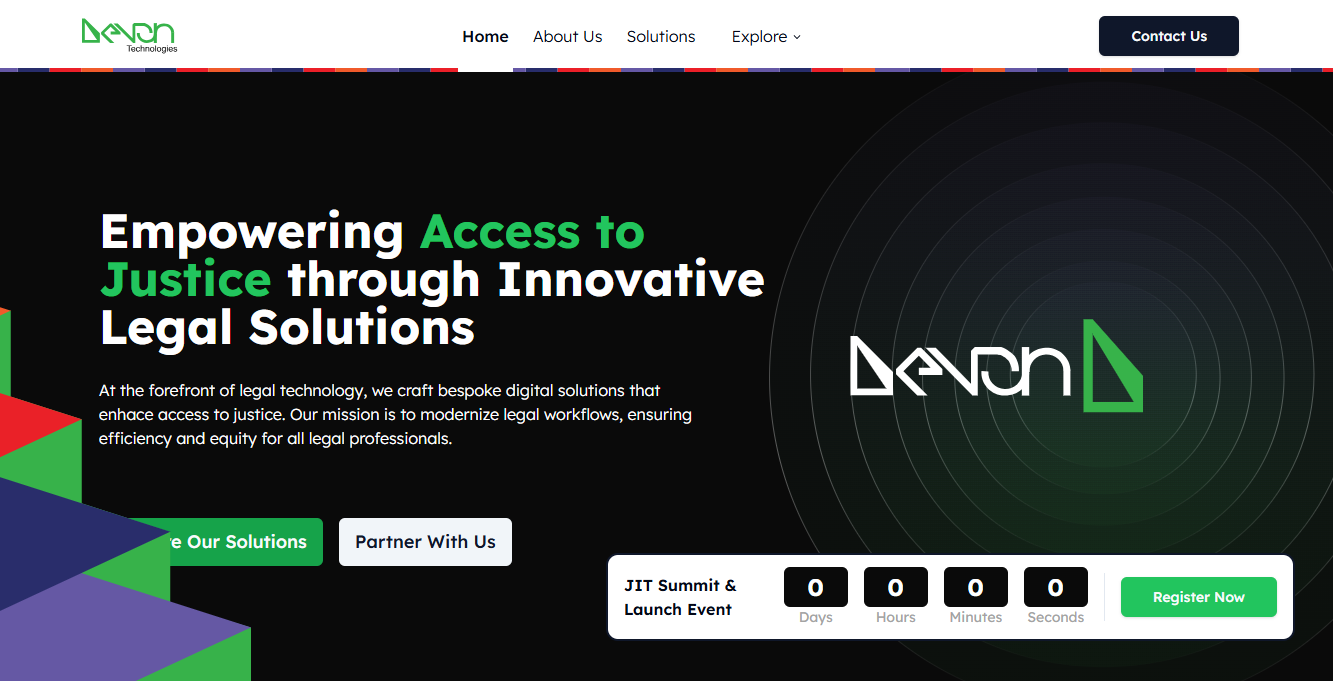 Devon
Technologies
Home
About Us
Solutions
Explore
Contact Us
Empowering Access to
Justice through Innovative
Legal Solutions
At the forefront of legal technology, we craft bespoke digital solutions that
enhace access to justice. Our mission is to modernize legal workflows, ensuring
efficiency and equity for all legal professionals.
Our Solutions
Partner With Us
Devon
JIT Summit &
Launch Event
0 0 0 0
Days Hours Minutes Seconds
Register Now